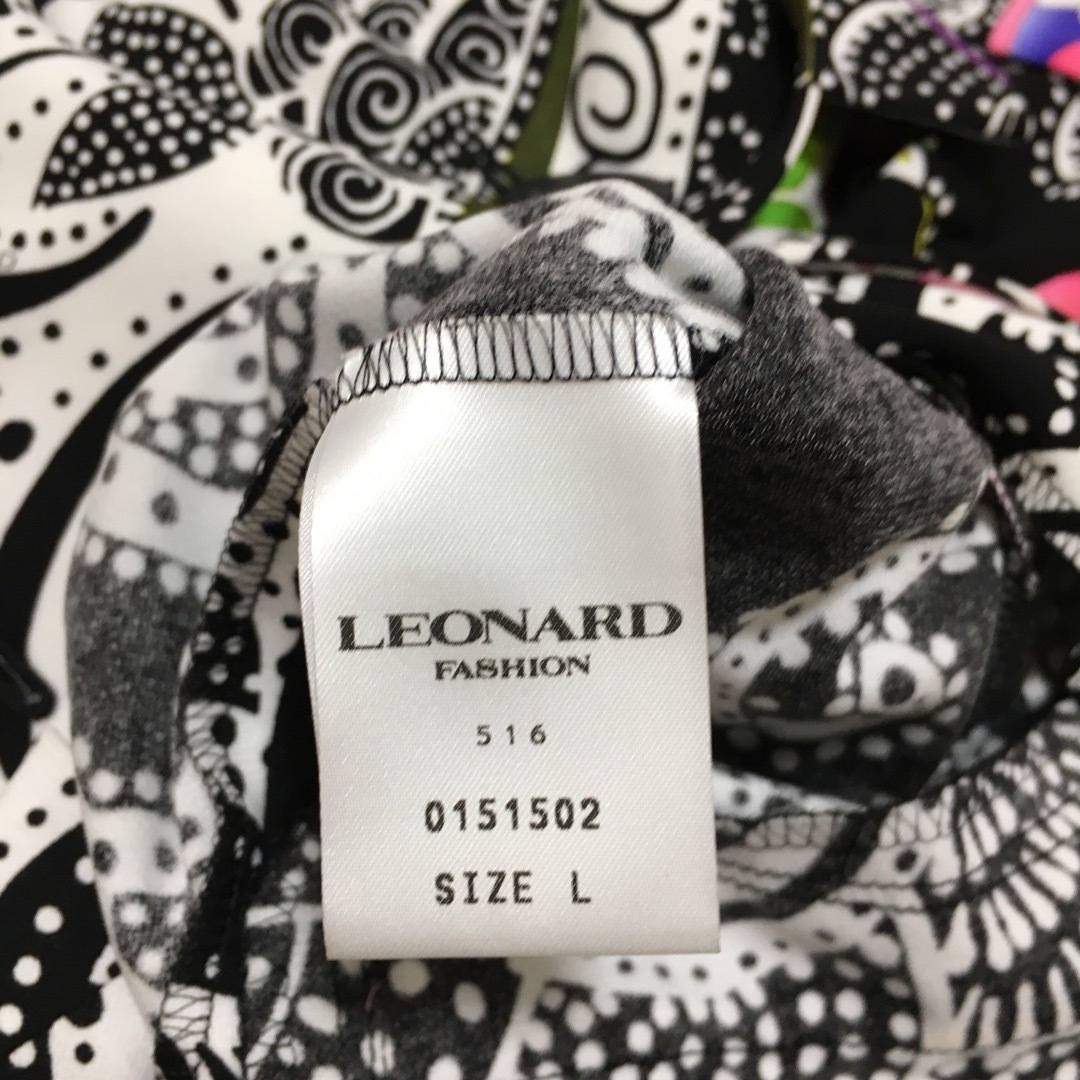 LEONARD
FASHION
516
0151502
SIZE L